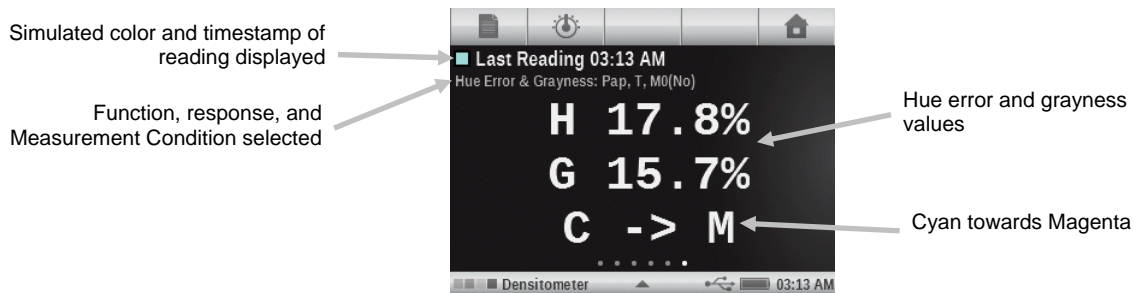 Simulated color and timestamp of
reading displayed
Function, response, and
Measurement Condition selected
Last Reading 03:13 AM
Hue Error & Grayness: Pap, T, M0(No)
H 17.8%
G 15.7%
C -> M
Densitometer
03:13 AM
Hue error and grayness
values
Cyan towards Magenta